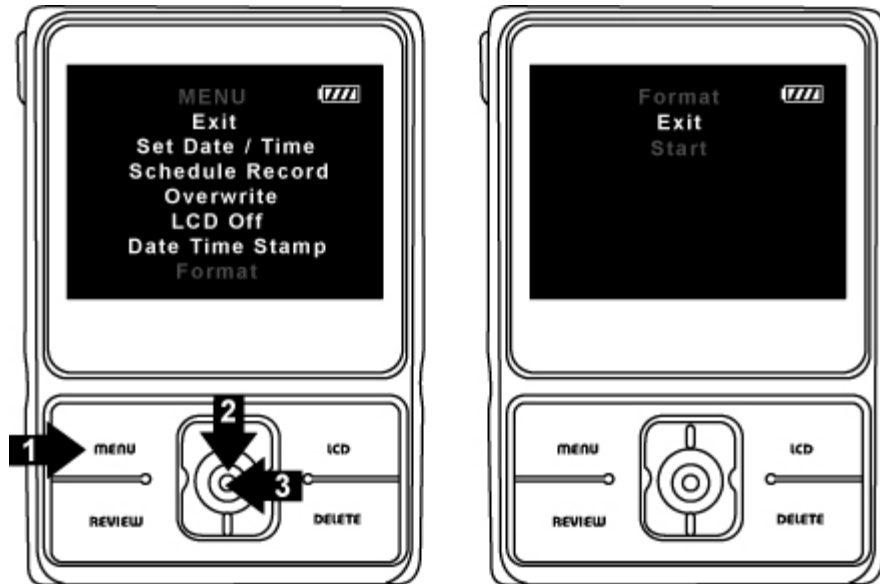 MENU
Exit
Set Date / Time
Schedule Record
Overwrite
LCD Off
Date Time Stamp
Format
1
MENU
2
LCD
3
REVIEW
DELETE
Format
Exit
Start
MENU
LCD
REVIEW
DELETE